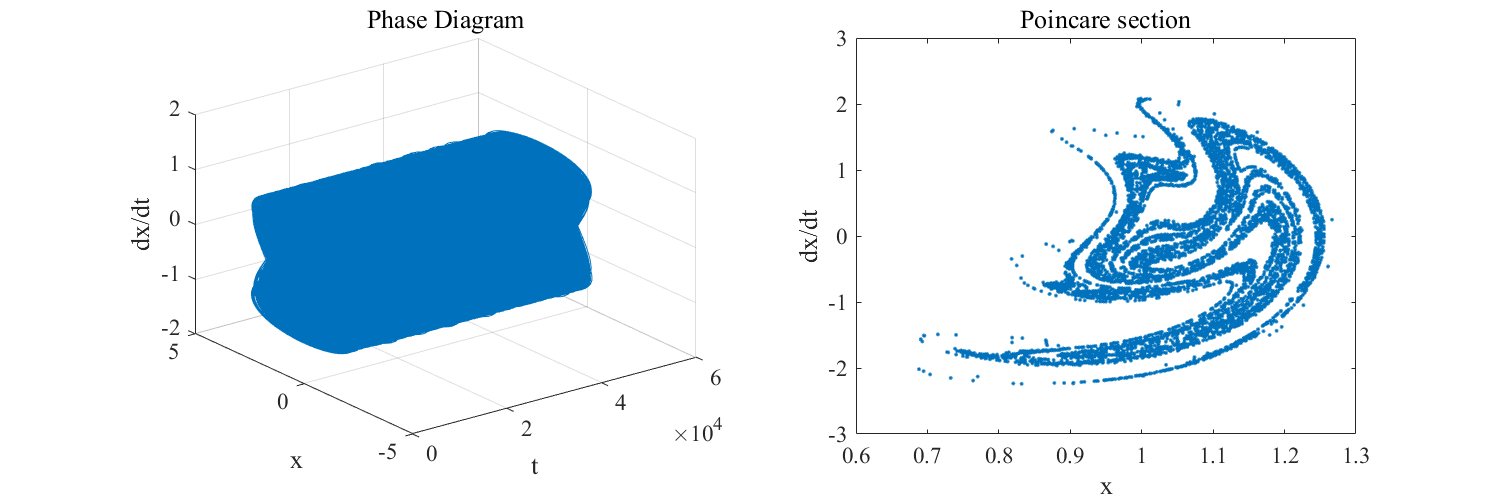 Phase Diagram
2
1
0
-1
-2
dx/dt
5
0
-5
x
0
2
4
6
×10^4
t
Poincare section
3
2
1
0
-1
-2
-3
dx/dt
0.6 0.7 0.8 0.9 1 1.1 1.2 1.3
x